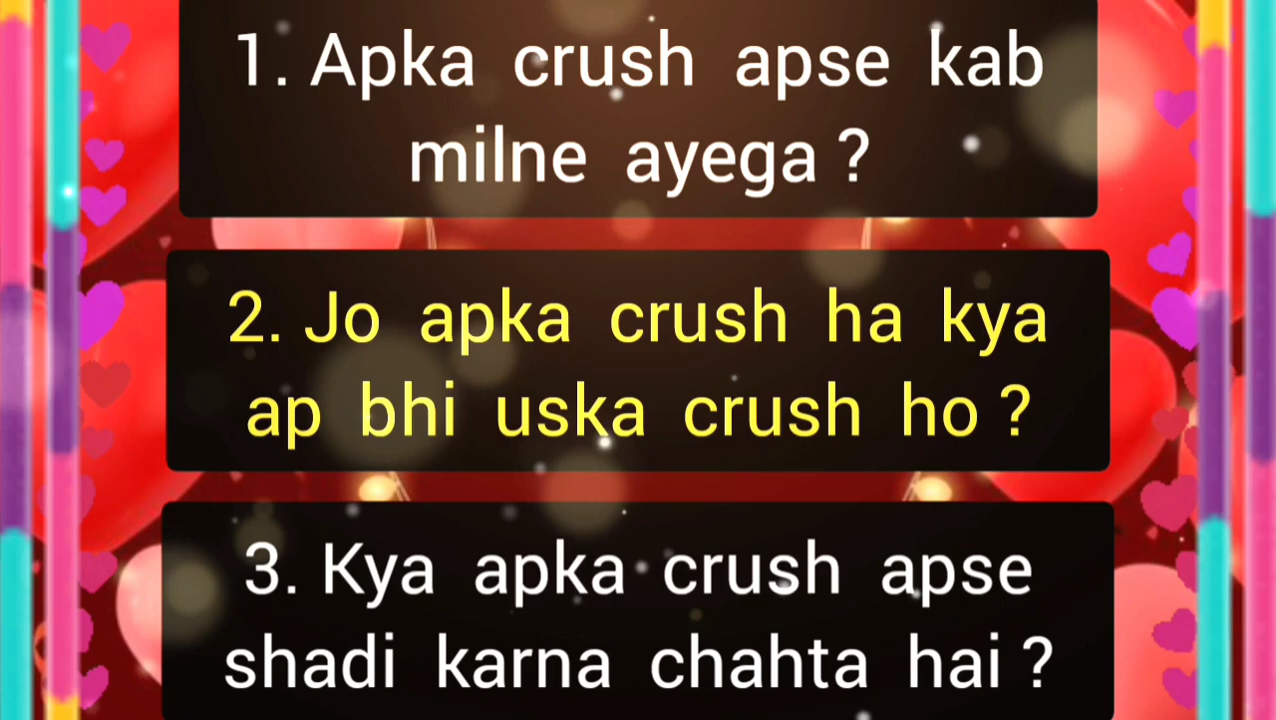 1. Apka crush apse kab
milne ayega ?
2. Jo apka crush ha kya
ap bhi uska crush ho ?
3. Kya apka crush apse
shadi karna chahta hai ?